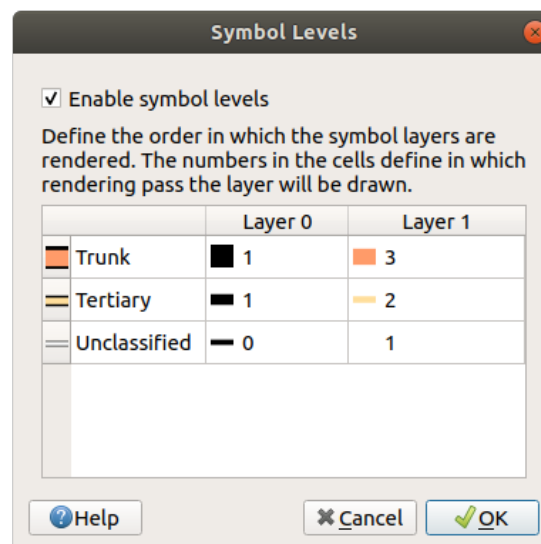 Symbol Levels
Enable symbol levels
Define the order in which the symbol layers are
rendered. The numbers in the cells define in which
rendering pass the layer will be drawn.
Layer 0 Layer 1
Trunk 1 3
Tertiary 1 2
Unclassified 0 1
Help Cancel OK